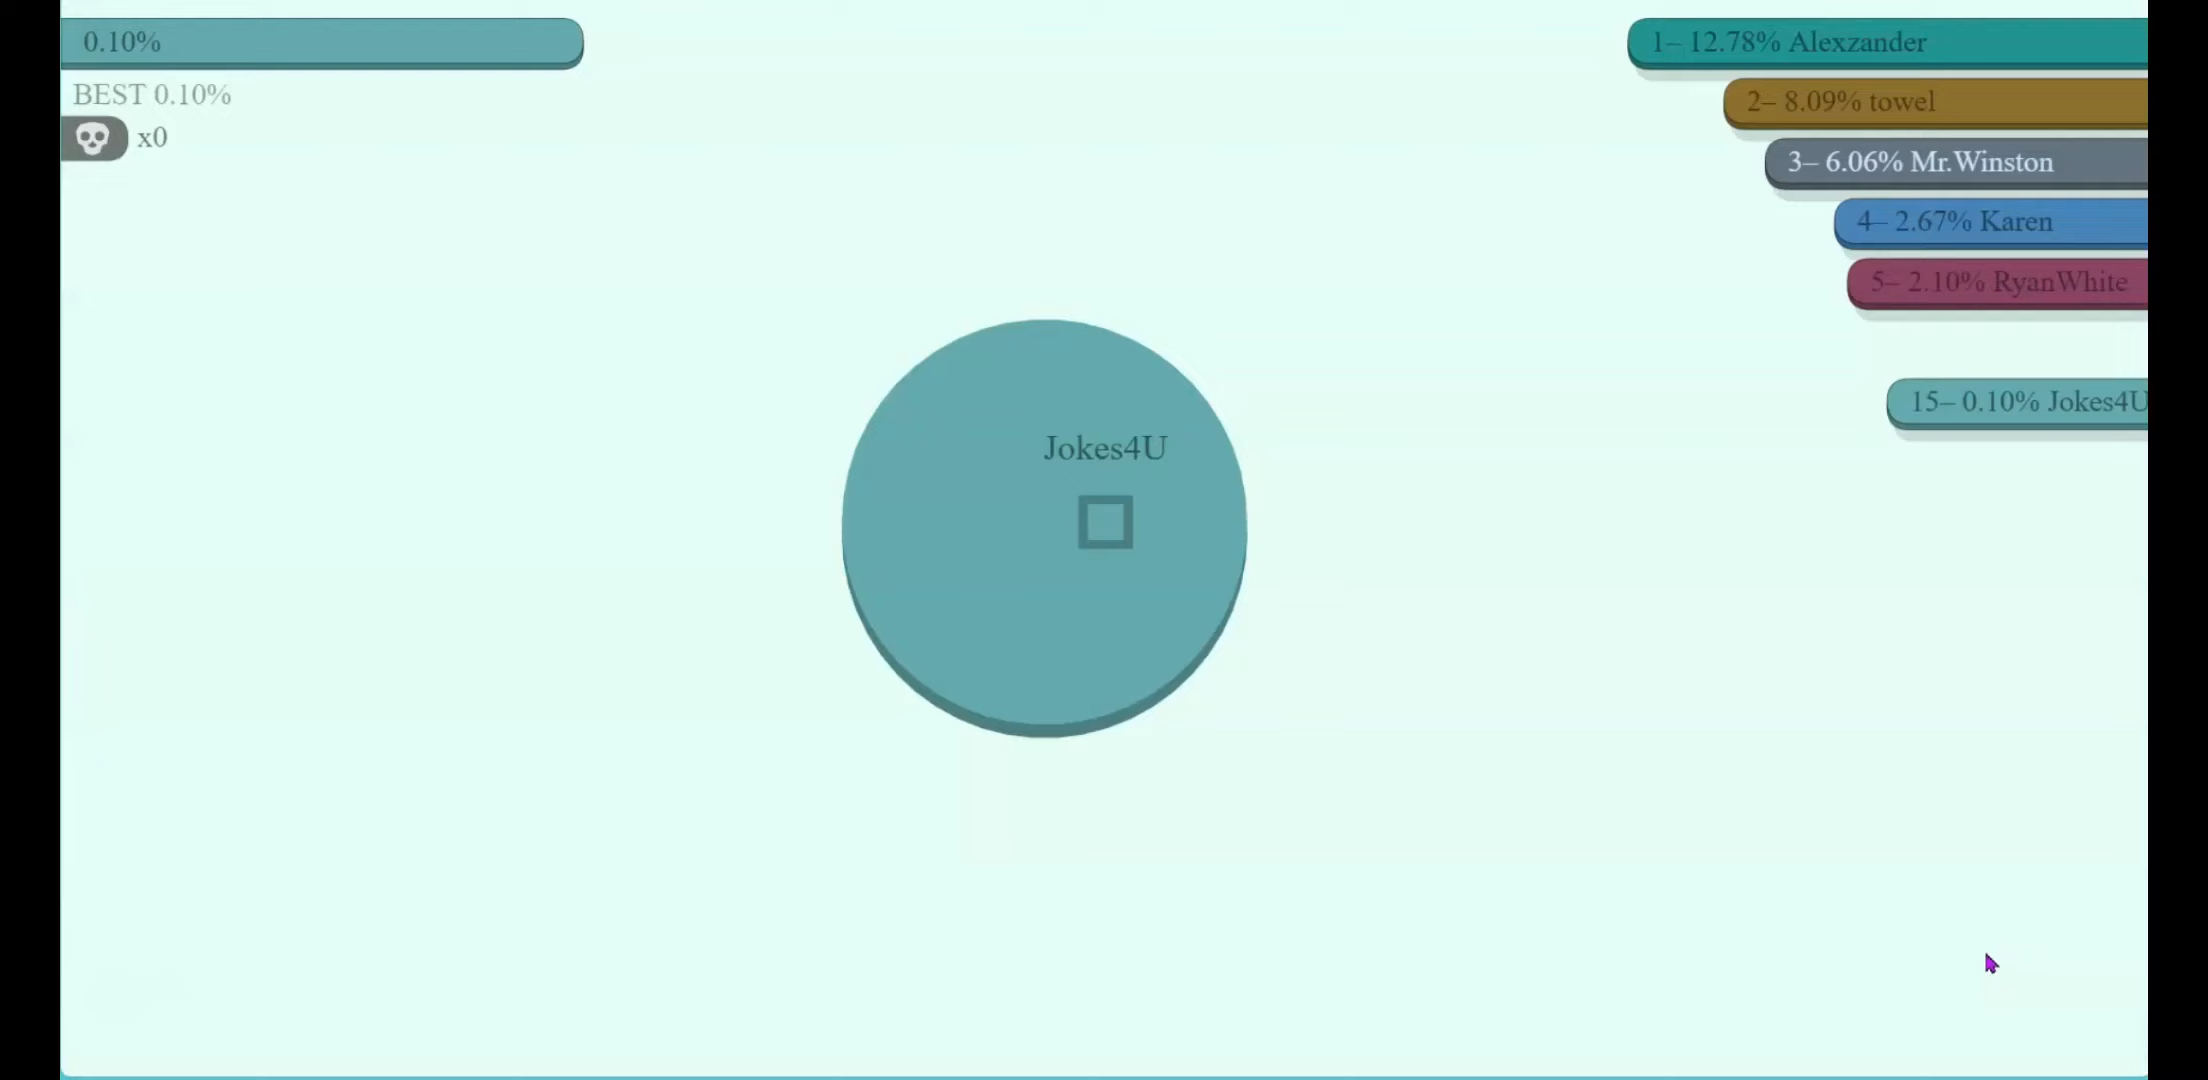 0.10%
BEST 0.10%
x0
1– 12.78% Alexzander
2– 8.09% towel
3– 6.06% Mr.Winston
4– 2.67% Karen
5– 2.10% RyanWhite
15– 0.10% Jokes4U
Jokes4U